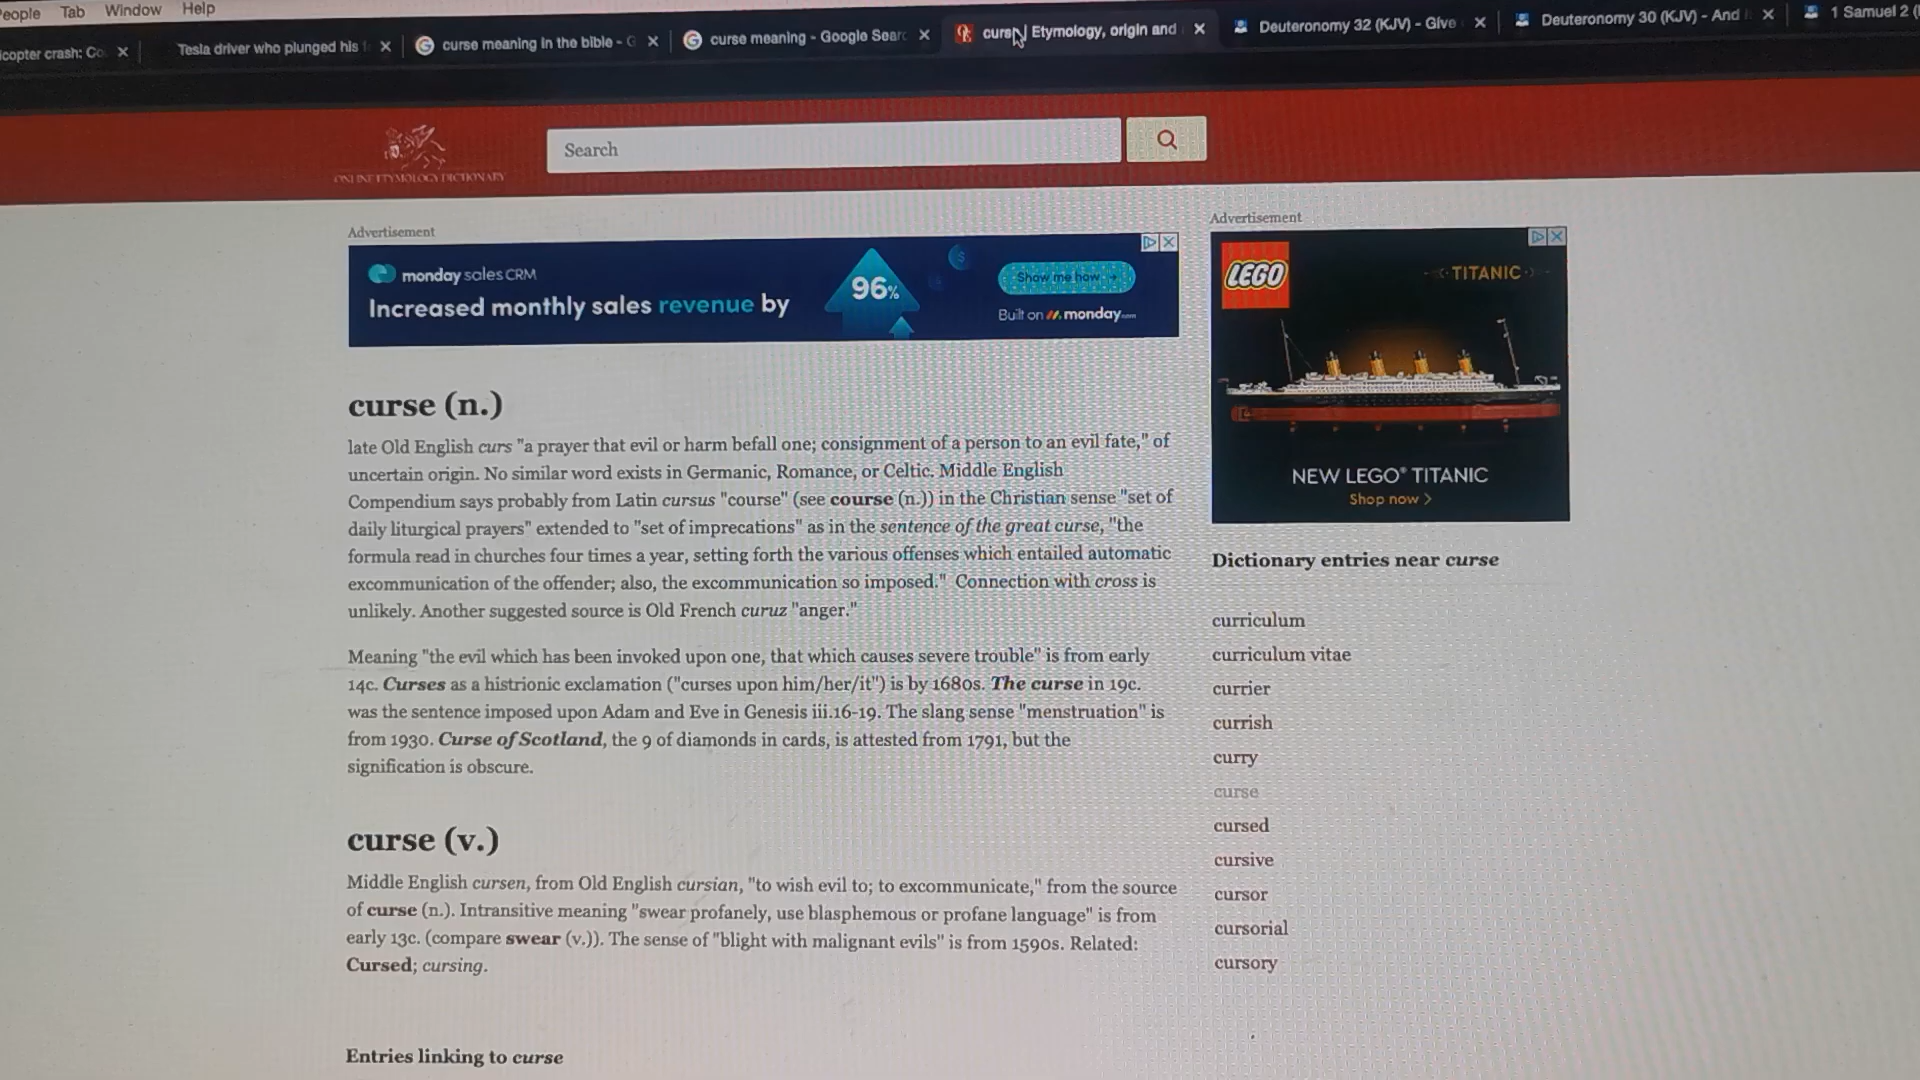 People Tab Window Help
icopter crash: Co
Tesla driver who plunged his
curse meaning in the bible - G
curse meaning - Google Searc
curse | Etymology, origin and
Deuteronomy 32 (KJV) - Give
Deuteronomy 30 (KJV) - And
1 Samuel 2 (
ONLINE ETYMOLOGY DICTIONARY
Search
Advertisement
monday sales CRM
Increased monthly sales revenue by
96%
Show me how
Built on monday.com
Advertisement
LEGO
TITANIC
NEW LEGO® TITANIC
Shop now >
curse (n.)
late Old English curs "a prayer that evil or harm befall one; consignment of a person to an evil fate," of
uncertain origin. No similar word exists in Germanic, Romance, or Celtic. Middle English
Compendium says probably from Latin cursus "course" (see course (n.)) in the Christian sense "set of
daily liturgical prayers" extended to "set of imprecations" as in the sentence of the great curse, "the
formula read in churches four times a year, setting forth the various offenses which entailed automatic
excommunication of the offender; also, the excommunication so imposed." Connection with cross is
unlikely. Another suggested source is Old French curuz "anger."
Meaning "the evil which has been invoked upon one, that which causes severe trouble" is from early
14c. Curses as a histrionic exclamation ("curses upon him/her/it") is by 1680s. The curse in 19c.
was the sentence imposed upon Adam and Eve in Genesis iii.16-19. The slang sense "menstruation" is
from 1930. Curse of Scotland, the 9 of diamonds in cards, is attested from 1791, but the
signification is obscure.
curse (v.)
Middle English cursen, from Old English cursian, "to wish evil to; to excommunicate," from the source
of curse (n.). Intransitive meaning "swear profanely, use blasphemous or profane language" is from
early 13c. (compare swear (v.)). The sense of "blight with malignant evils" is from 1590s. Related:
Cursed; cursing.
Entries linking to curse
Dictionary entries near curse
curriculum
curriculum vitae
currier
currish
curry
curse
cursed
cursive
cursor
cursorial
cursory